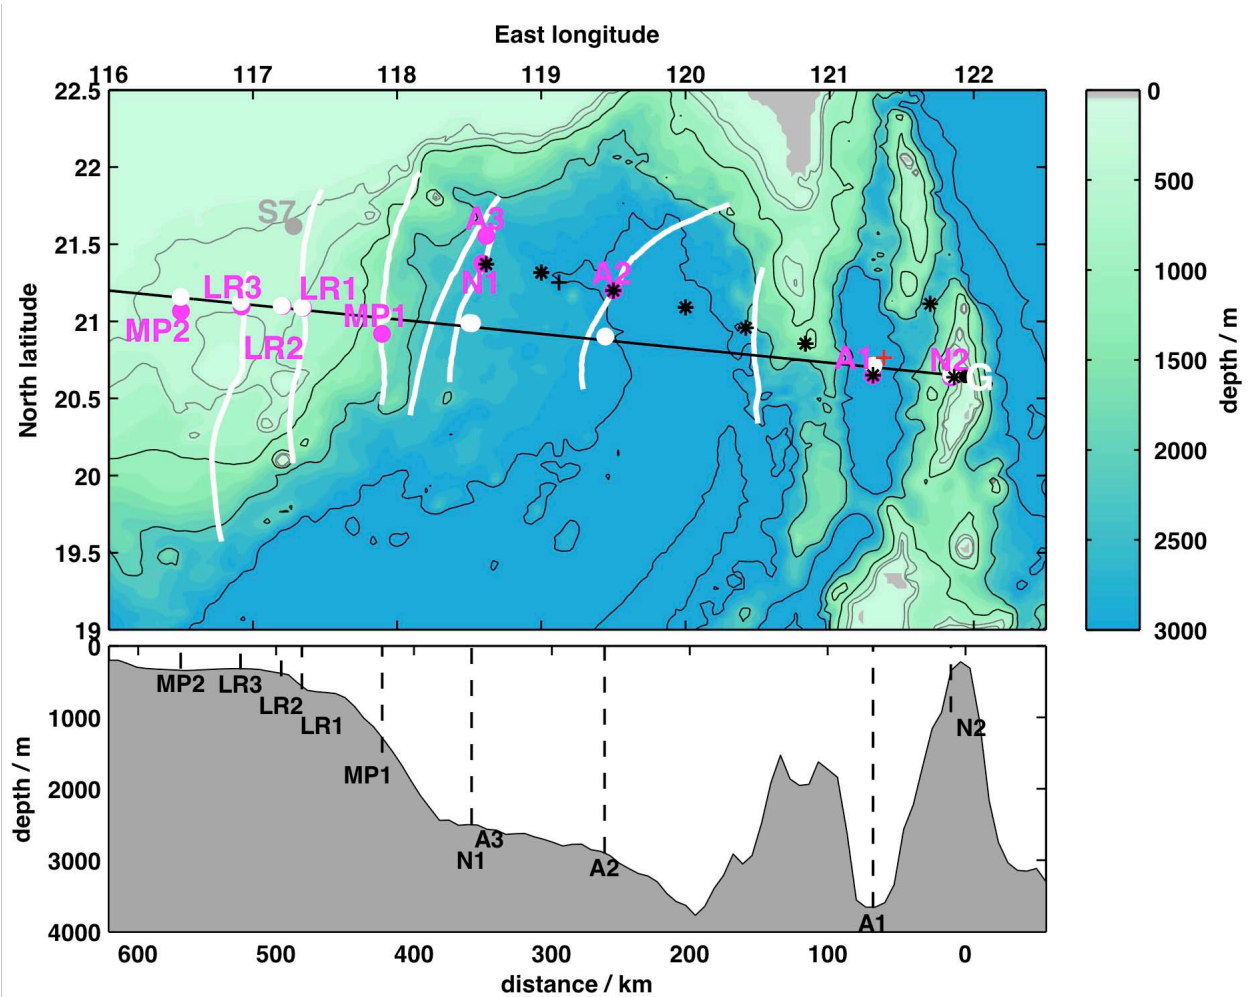 East longitude
116 117 118 119 120 121 122
22.5
22
21.5
21
20.5
20
19.5
19
North latitude
S7
A3
N1
A2
LR3
LR1
MP1
MP2
LR2
A1
N2
G
0
500
1000
1500
2000
2500
3000
depth / m
0
1000
2000
3000
4000
depth / m
MP2
LR3
LR2
LR1
MP1
A3
N1
A2
A1
N2
600 500 400 300 200 100 0
distance / km